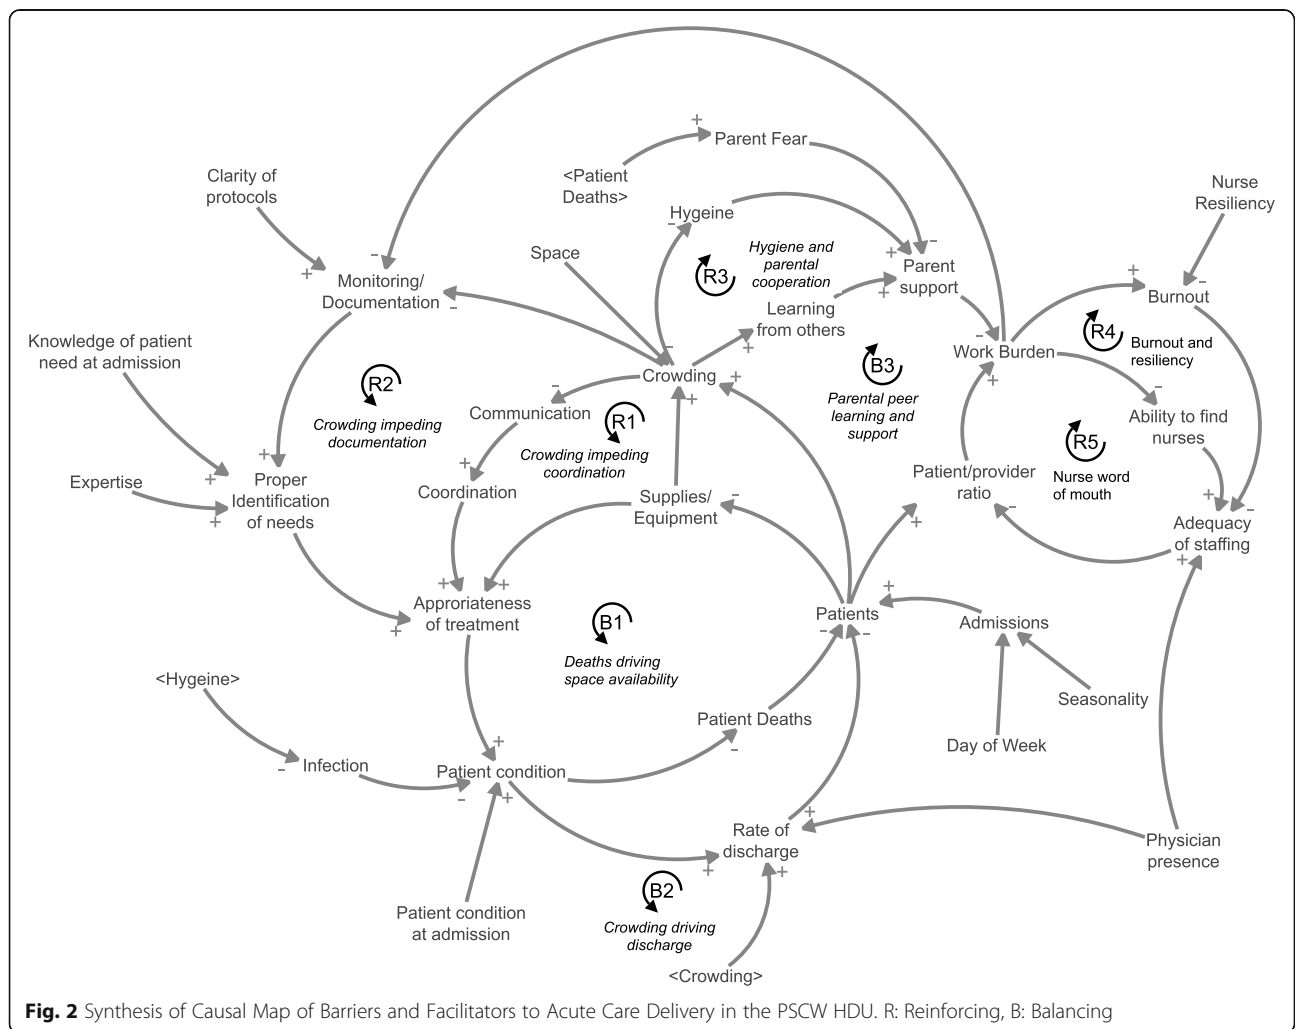 Parent Fear
<Patient
Deaths>
Clarity of
protocols
Nurse
Resiliency
Hygeine
Space
Hygiene and
parental
cooperation
R3
Parent
support
Monitoring/
Documentation
Learning
from others
Burnout
R4
Burnout and
resiliency
Knowledge of patient
need at admission
Work Burden
B3
Parental peer
learning and
support
Crowding
R2
Crowding impeding
documentation
Communication
R1
Crowding impeding
coordination
Ability to find
nurses
R5
Nurse word
of mouth
Patient/provider
ratio
Expertise
Proper
Identification
of needs
Coordination
Supplies/
Equipment
Adequacy
of staffing
Approriateness
of treatment
B1
Deaths driving
space availability
Patients
Admissions
Seasonality
Day of Week
<Hygeine>
Patient Deaths
Infection
Patient condition
Rate of
discharge
Physician
presence
B2
Crowding driving
discharge
Patient condition
at admission
<Crowding>
Fig. 2 Synthesis of Causal Map of Barriers and Facilitators to Acute Care Delivery in the PSCW HDU. R: Reinforcing, B: Balancing